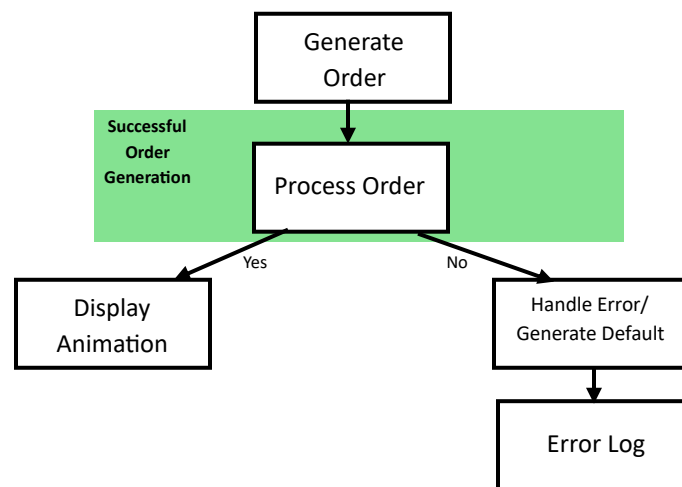 Generate
Order
Successful
Order
Generation
Process Order
Yes
No
Display
Animation
Handle Error/
Generate Default
Error Log